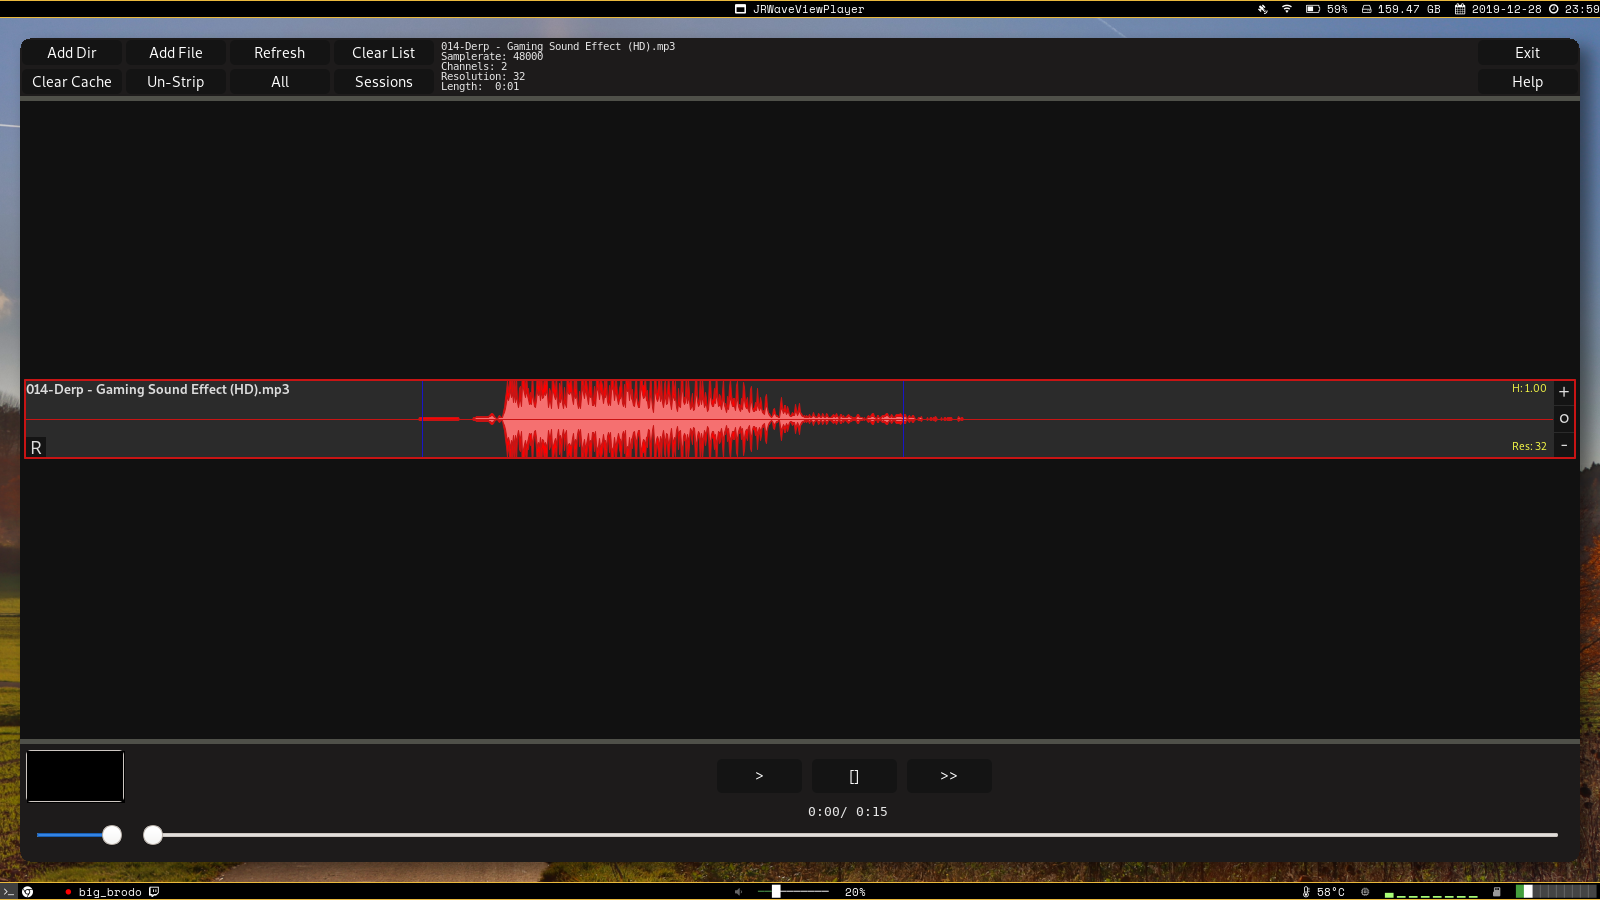 JRWaveViewPlayer
59% 159.47 GB 2019-12-28 23:59
Add Dir Add File Refresh Clear List
Clear Cache Un-Strip All Sessions
014-Derp - Gaming Sound Effect (HD).mp3
Samplerate: 48000
Channels: 2
Resolution: 32
Length: 0:01
Exit
Help
014-Derp - Gaming Sound Effect (HD).mp3
H:1.00
+
O
R
Res: 32
-
> [] >>
0:00/ 0:15
>_ big_brodo 20% 58°C